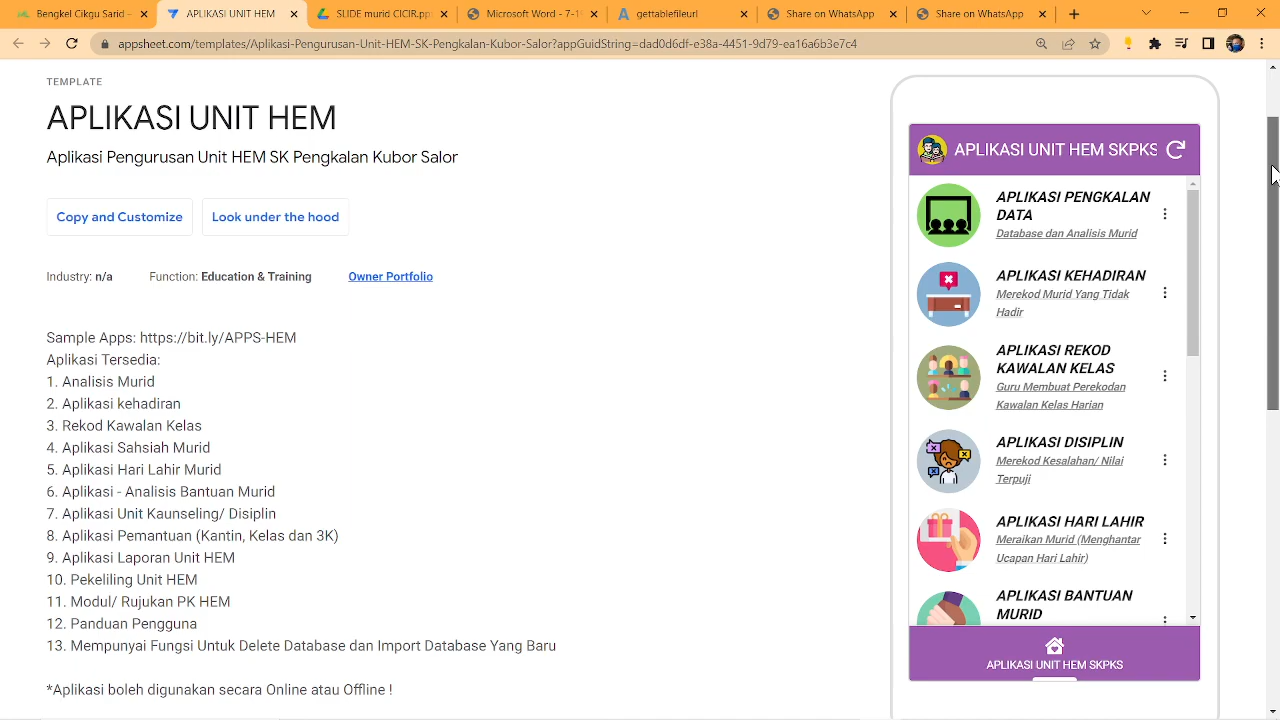 Bengkel Cikgu Sarid -
APLIKASI UNIT HEM
SLIDE murid CICIR.pp
Microsoft Word - 7-1
gettablefileurl
Share on WhatsApp
Share on WhatsApp
appsheet.com/templates/Aplikasi-Pengurusan-Unit-HEM-SK-Pengkalan-Kubor-Salor?appGuidString=dad0d6df-e38a-4451-9d79-ea16a6b3e7c4
TEMPLATE
APLIKASI UNIT HEM
Aplikasi Pengurusan Unit HEM SK Pengkalan Kubor Salor
Copy and Customize
Look under the hood
Industry: n/a
Function: Education & Training
Owner Portfolio
Sample Apps: https://bit.ly/APPS-HEM
Aplikasi Tersedia:
1. Analisis Murid
2. Aplikasi kehadiran
3. Rekod Kawalan Kelas
4. Aplikasi Sahsiah Murid
5. Aplikasi Hari Lahir Murid
6. Aplikasi - Analisis Bantuan Murid
7. Aplikasi Unit Kaunseling/ Disiplin
8. Aplikasi Pemantuan (Kantin, Kelas dan 3K)
9. Aplikasi Laporan Unit HEM
10. Pekeliling Unit HEM
11. Modul/ Rujukan PK HEM
12. Panduan Pengguna
13. Mempunyai Fungsi Untuk Delete Database dan Import Database Yang Baru
*Aplikasi boleh digunakan secara Online atau Offline !
APLIKASI UNIT HEM SKPKS
APLIKASI PENGKALAN
DATA
Database dan Analisis Murid
APLIKASI KEHADIRAN
Merekod Murid Yang Tidak
Hadir
APLIKASI REKOD
KAWALAN KELAS
Guru Membuat Perekodan
Kawalan Kelas Harian
APLIKASI DISIPLIN
Merekod Kesalahan/ Nilai
Terpuji
APLIKASI HARI LAHIR
Meraikan Murid (Menghantar
Ucapan Hari Lahir)
APLIKASI BANTUAN
MURID
APLIKASI UNIT HEM SKPKS